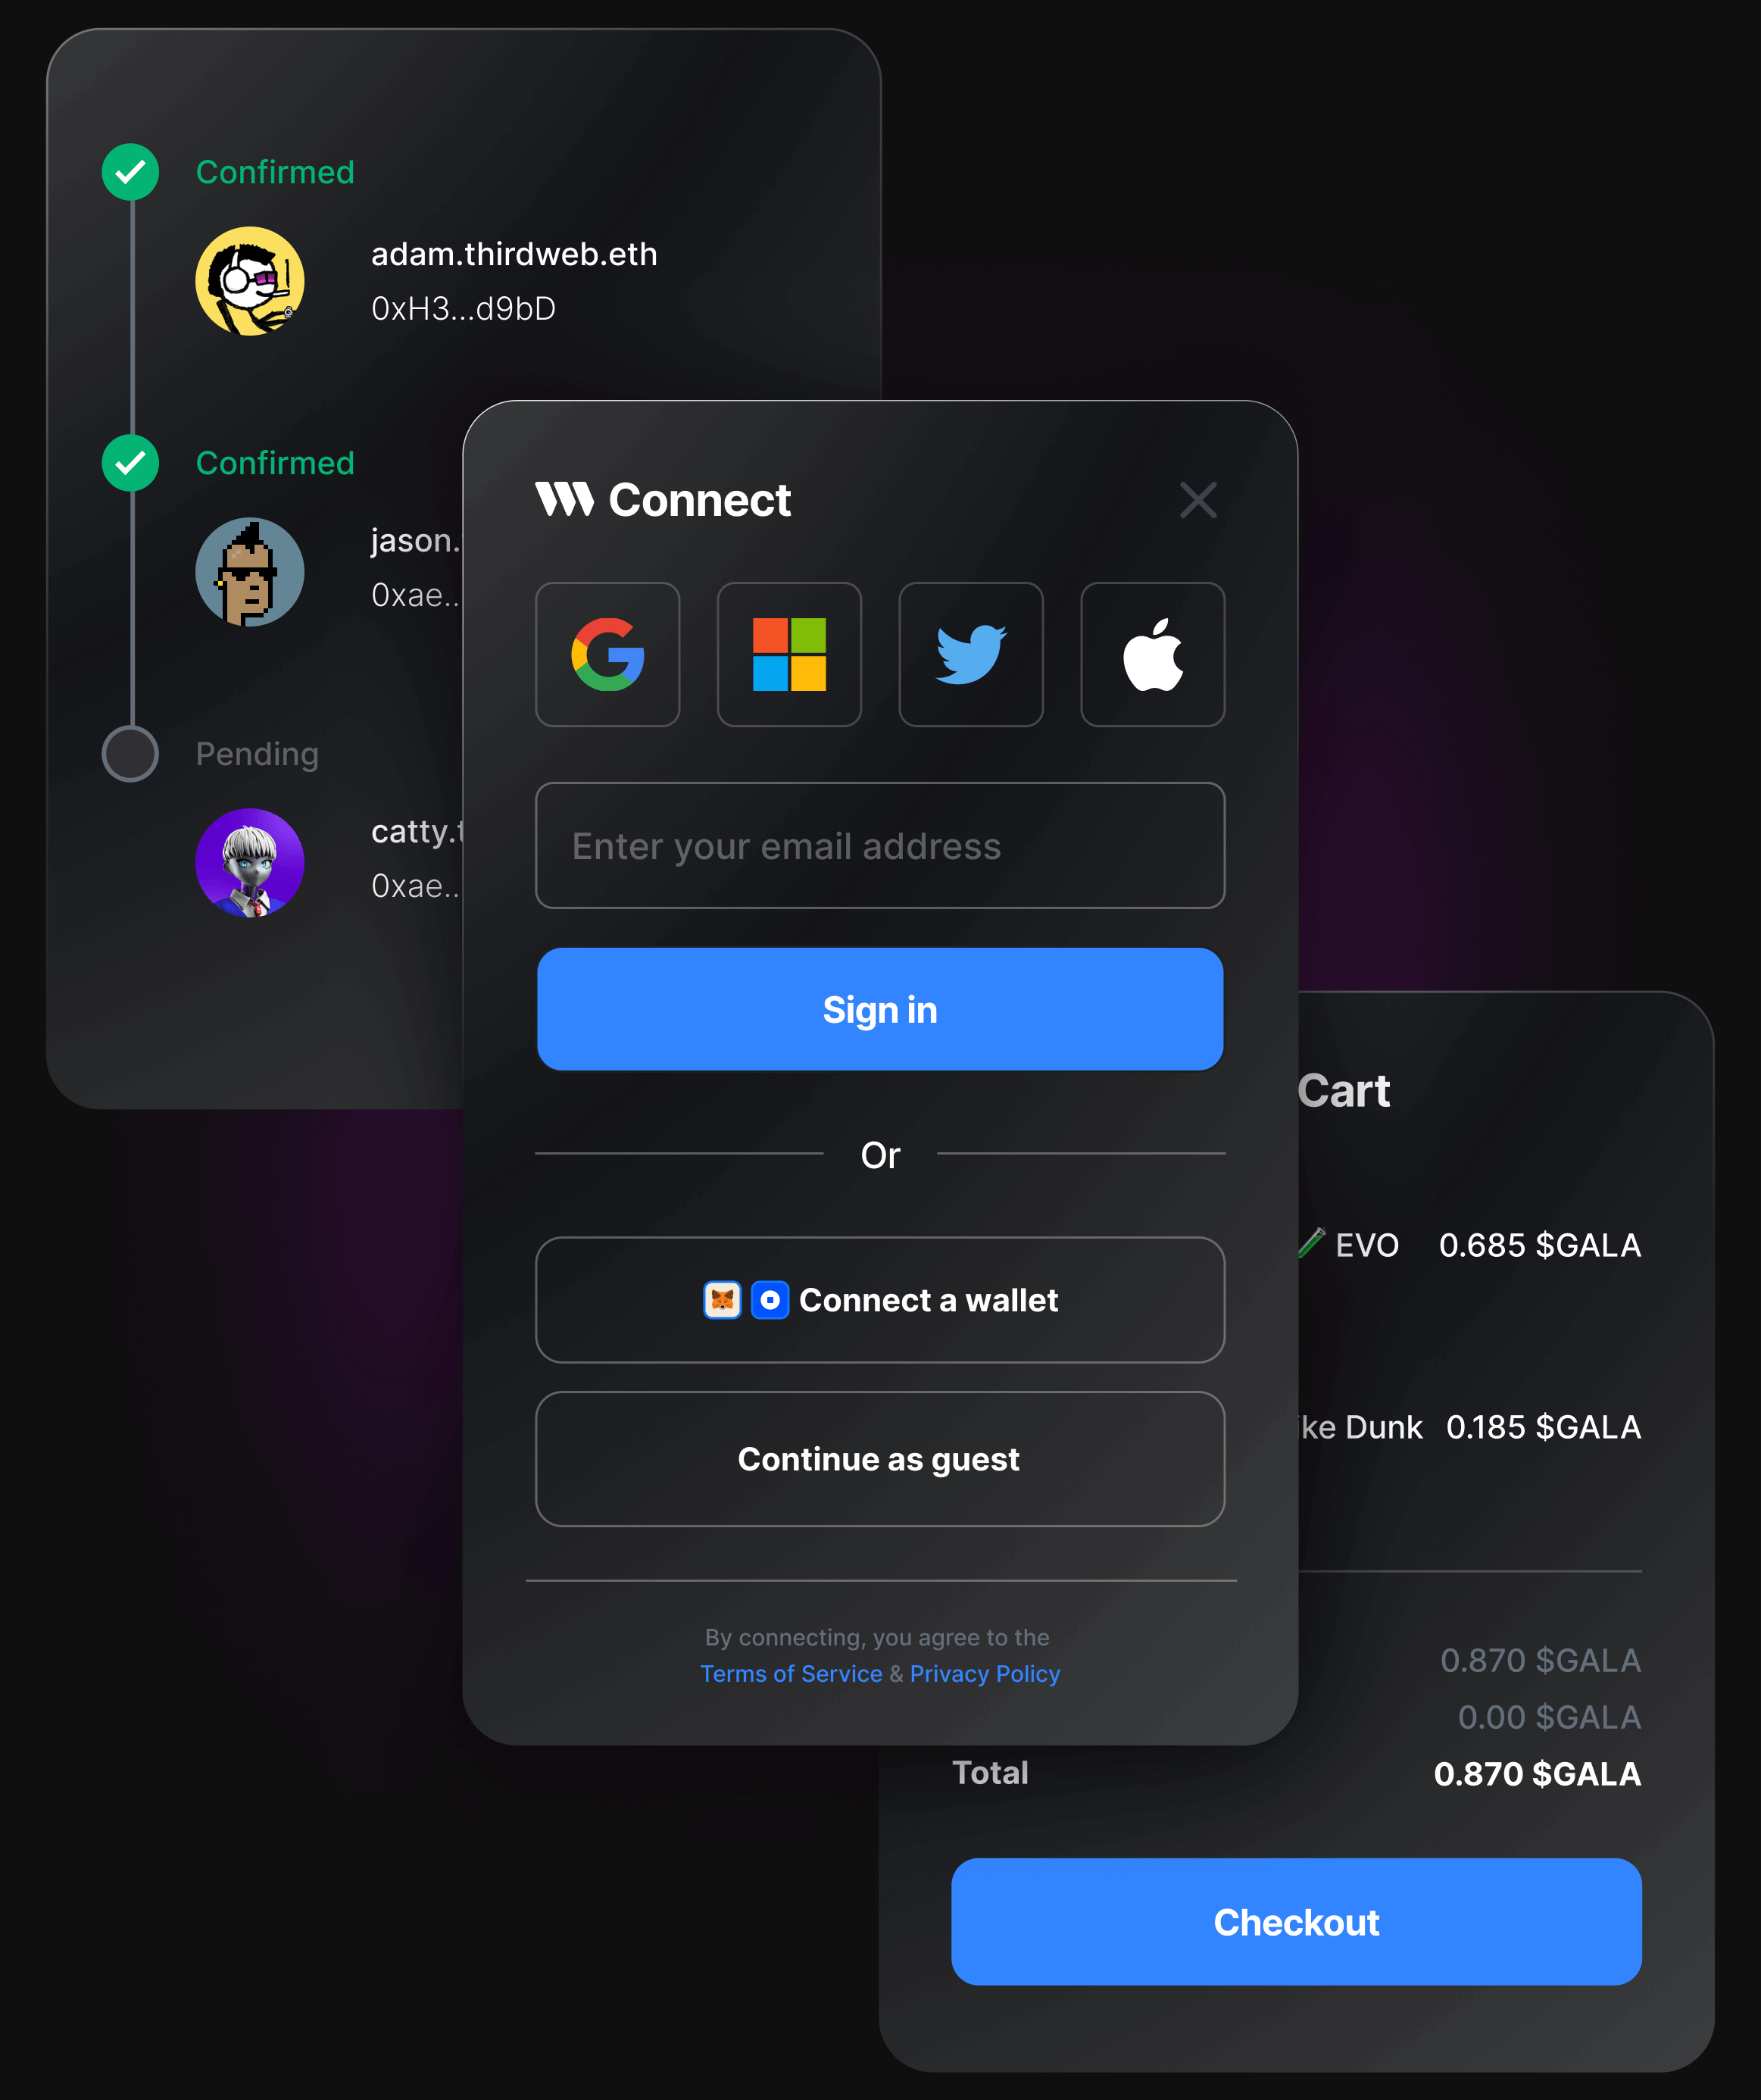 Confirmed
adam.thirdweb.eth
0xH3...d9bD
Confirmed
jason.
0xae..
Pending
catty.
0xae..
Connect
Enter your email address
Sign in
Or
Connect a wallet
Continue as guest
By connecting, you agree to the
Terms of Service & Privacy Policy
Cart
EVO 0.685 $GALA
ike Dunk 0.185 $GALA
0.870 $GALA
0.00 $GALA
Total 0.870 $GALA
Checkout